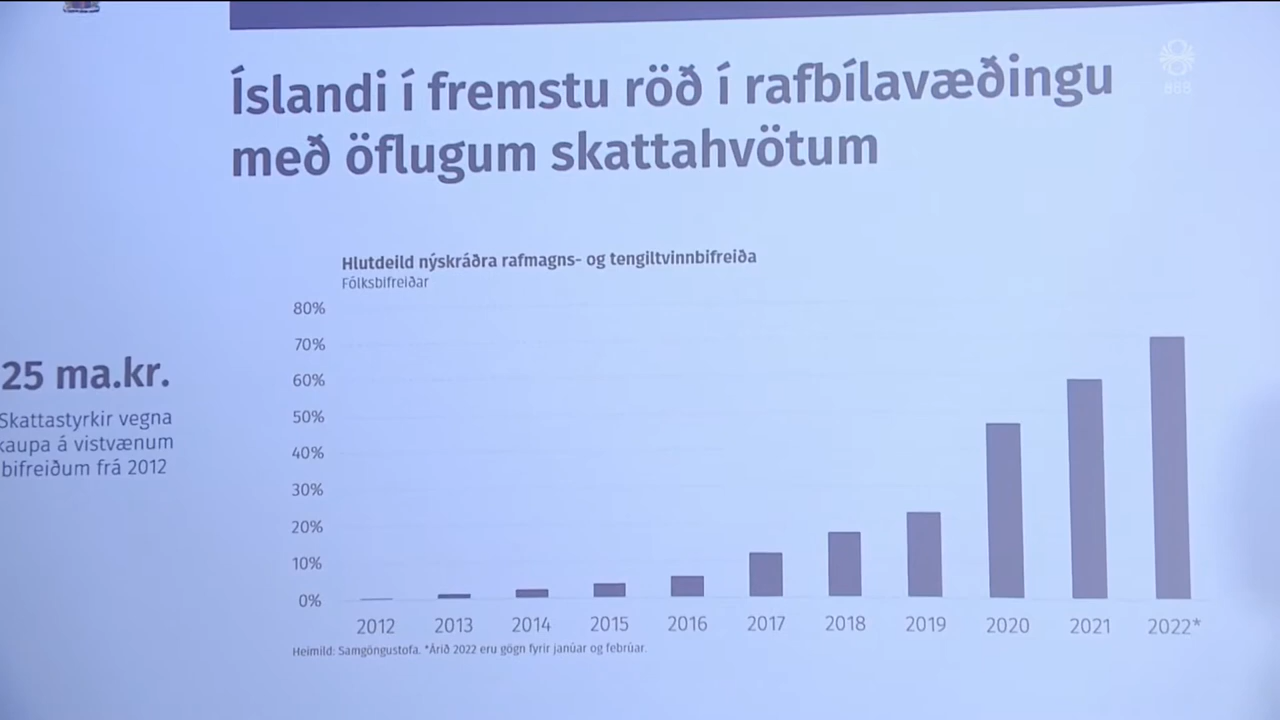 Íslandi í fremstu röð í rafbílavæðingu
með öflugum skattahvötum
888
Hlutdeild nýskráðra rafmagns- og tengiltvinnbifreiða
Fólksbifreiðar
80%
70%
60%
50%
40%
30%
20%
10%
0%
2012 2013 2014 2015 2016 2017 2018 2019 2020 2021 2022*
Heimild: Samgöngustofa. *Árið 2022 eru gögn fyrir janúar og febrúar.
25 ma.kr.
Skattastyrkir vegna
kaupa á vistvænum
bifreiðum frá 2012